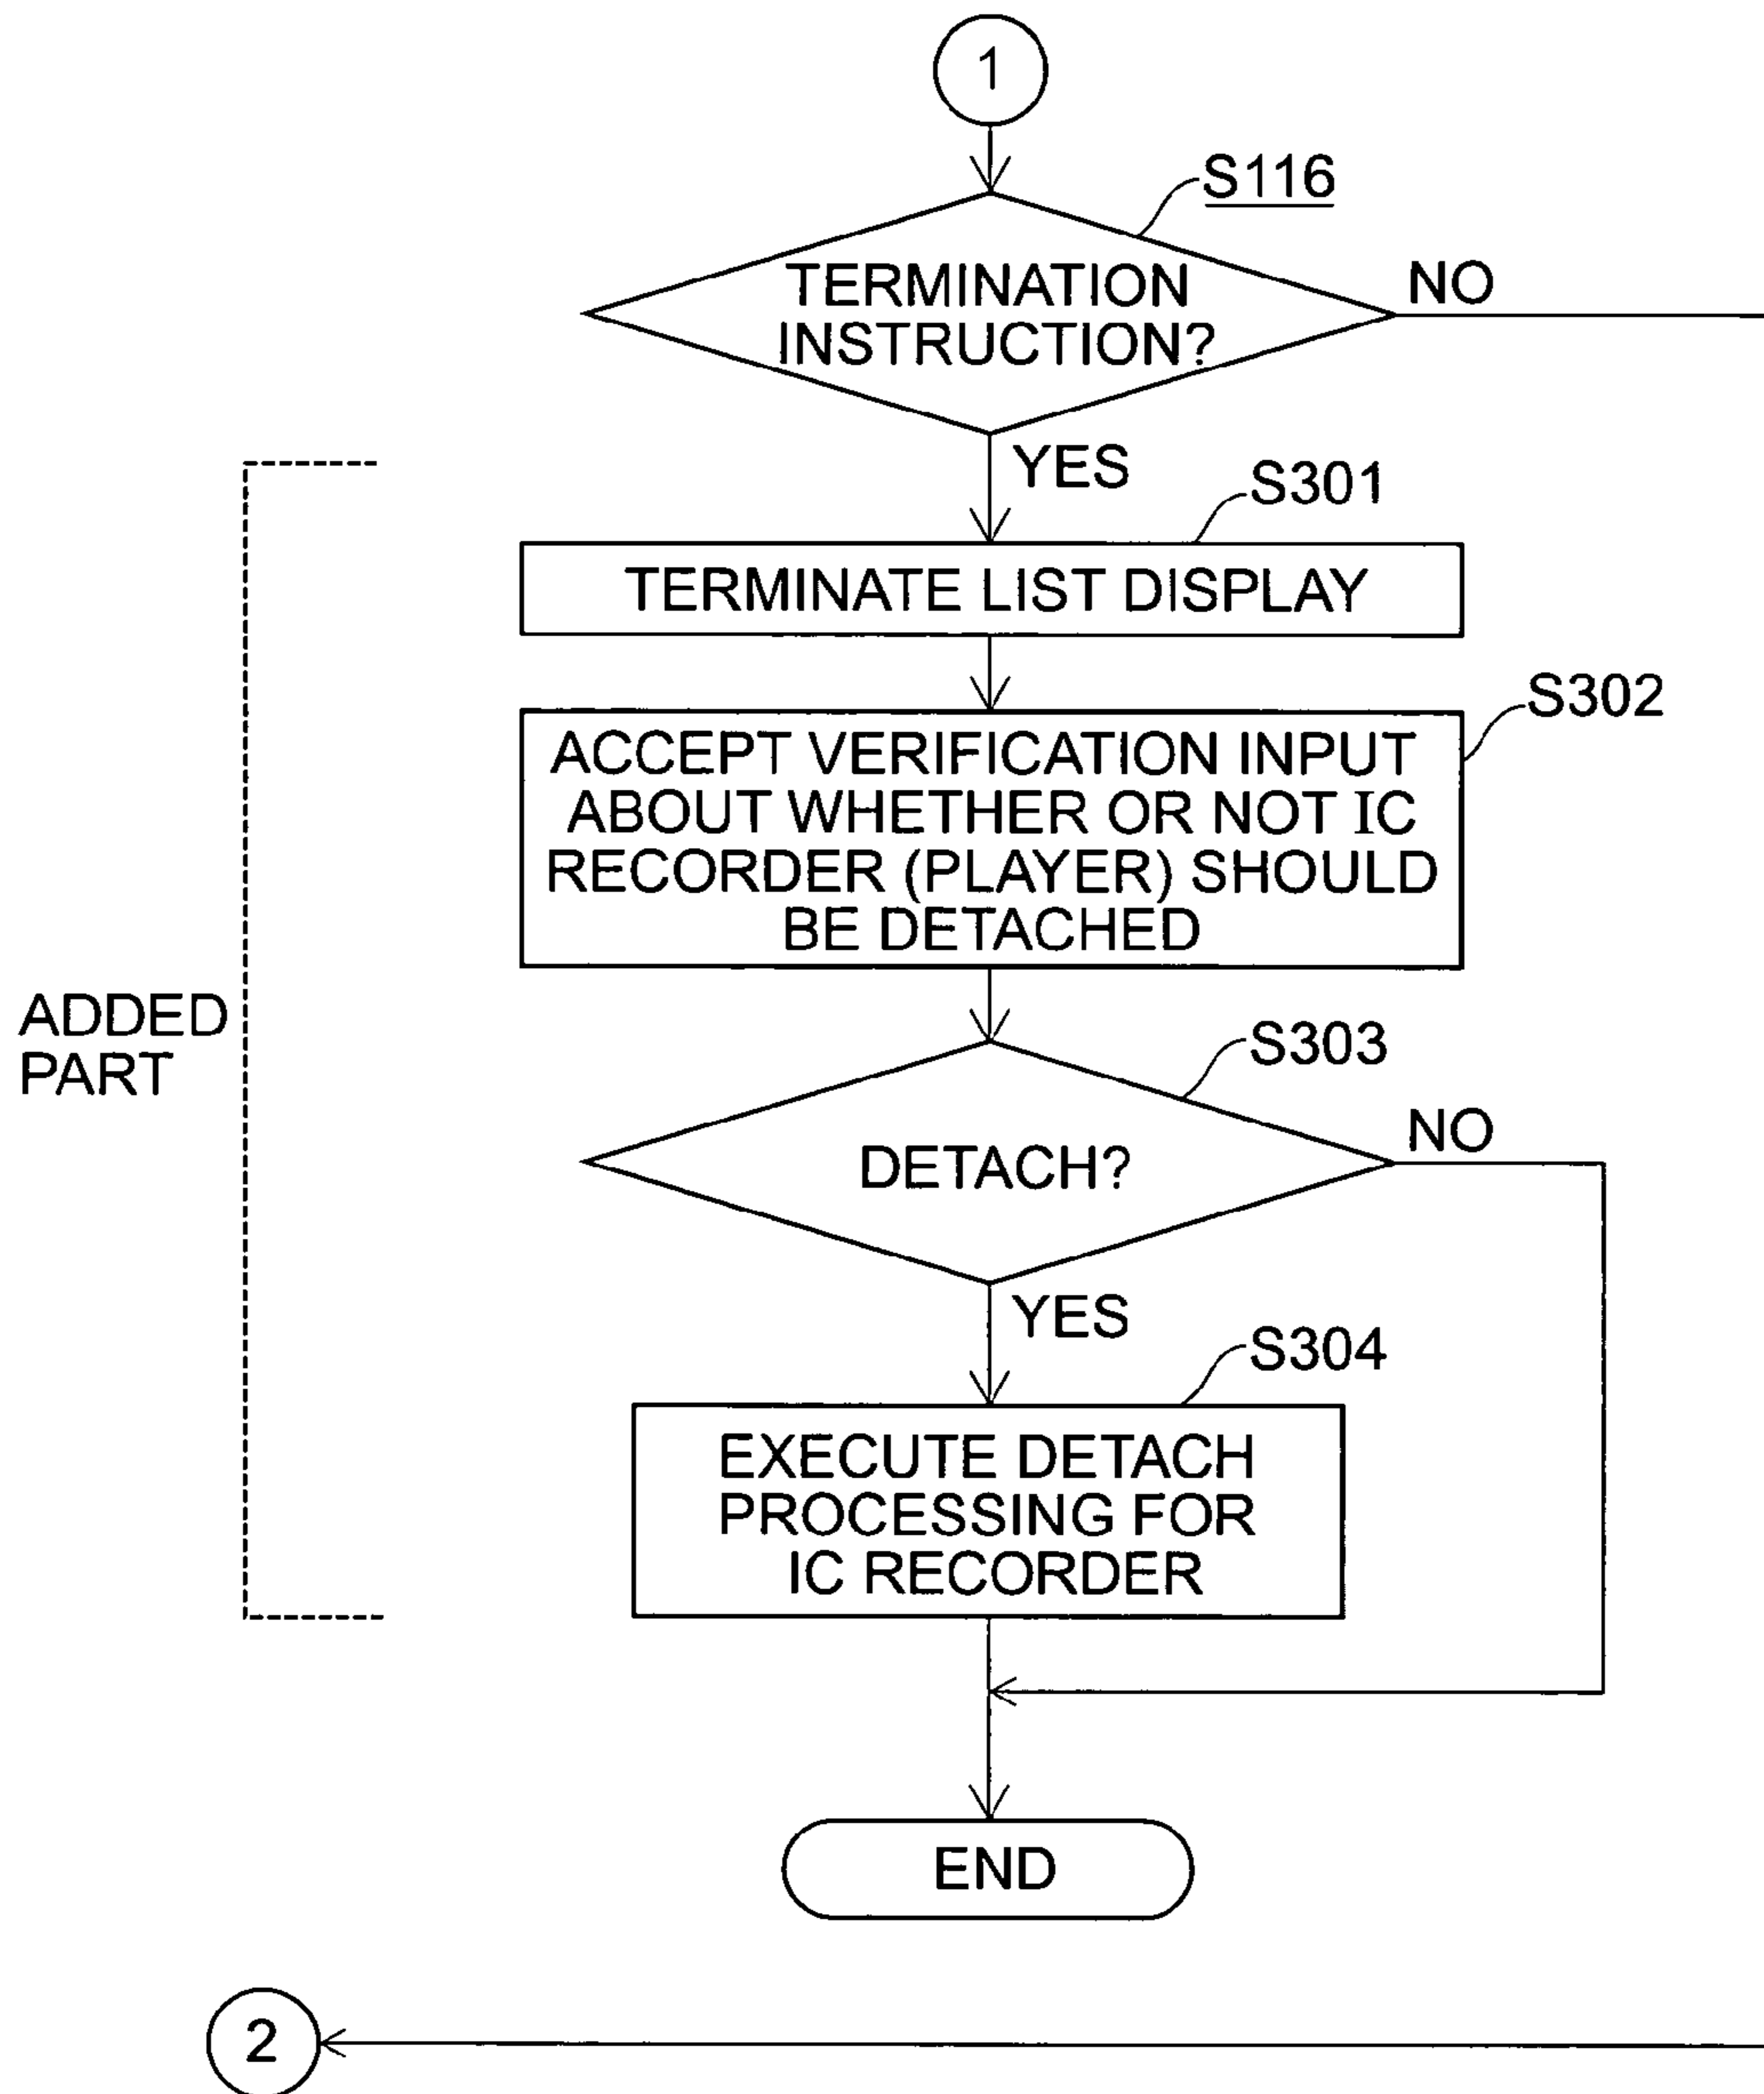 1
S116
TERMINATION
INSTRUCTION?
NO
YES
S301
TERMINATE LIST DISPLAY
S302
ACCEPT VERIFICATION INPUT
ABOUT WHETHER OR NOT IC
RECORDER (PLAYER) SHOULD
BE DETACHED
ADDED
PART
S303
DETACH?
NO
YES
S304
EXECUTE DETACH
PROCESSING FOR
IC RECORDER
END
2